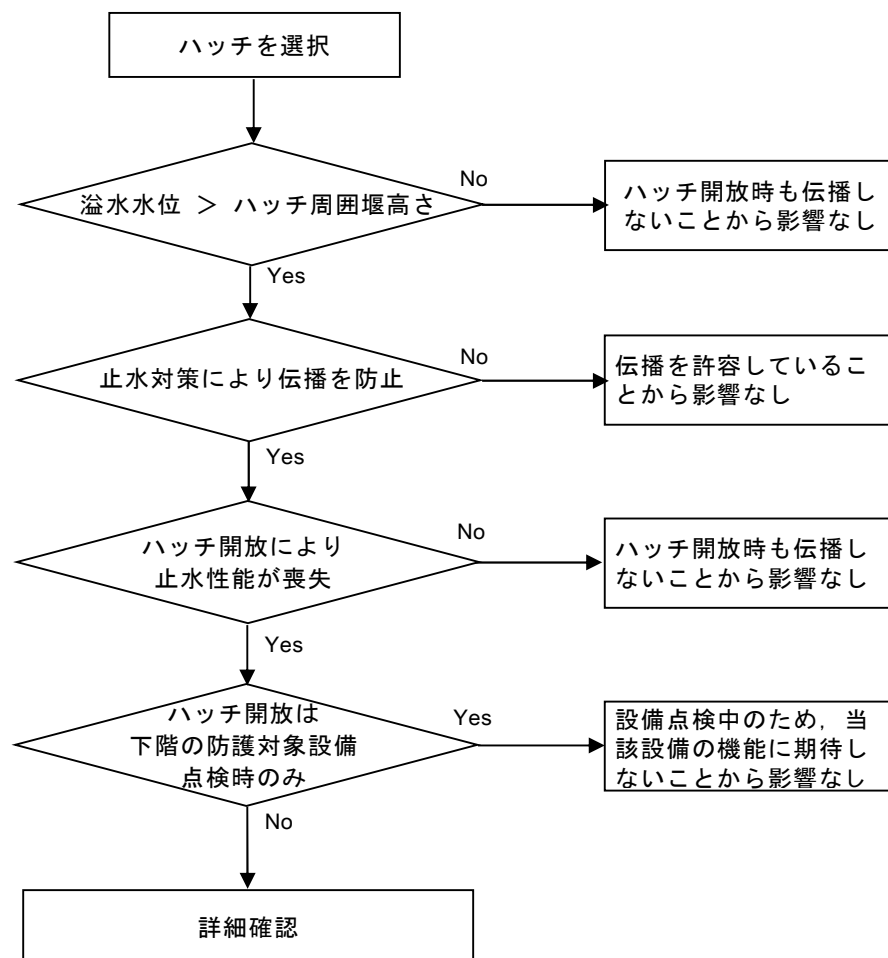 ハッチを選択
溢水水位 ＞ ハッチ周囲堰高さ
No
ハッチ開放時も伝播し
ないことから影響なし
Yes
止水対策により伝播を防止
No
伝播を許容しているこ
とから影響なし
Yes
ハッチ開放により
止水性能が喪失
No
ハッチ開放時も伝播し
ないことから影響なし
Yes
ハッチ開放は
下階の防護対象設備
点検時のみ
Yes
設備点検中のため，当
該設備の機能に期待し
ないことから影響なし
No
詳細確認